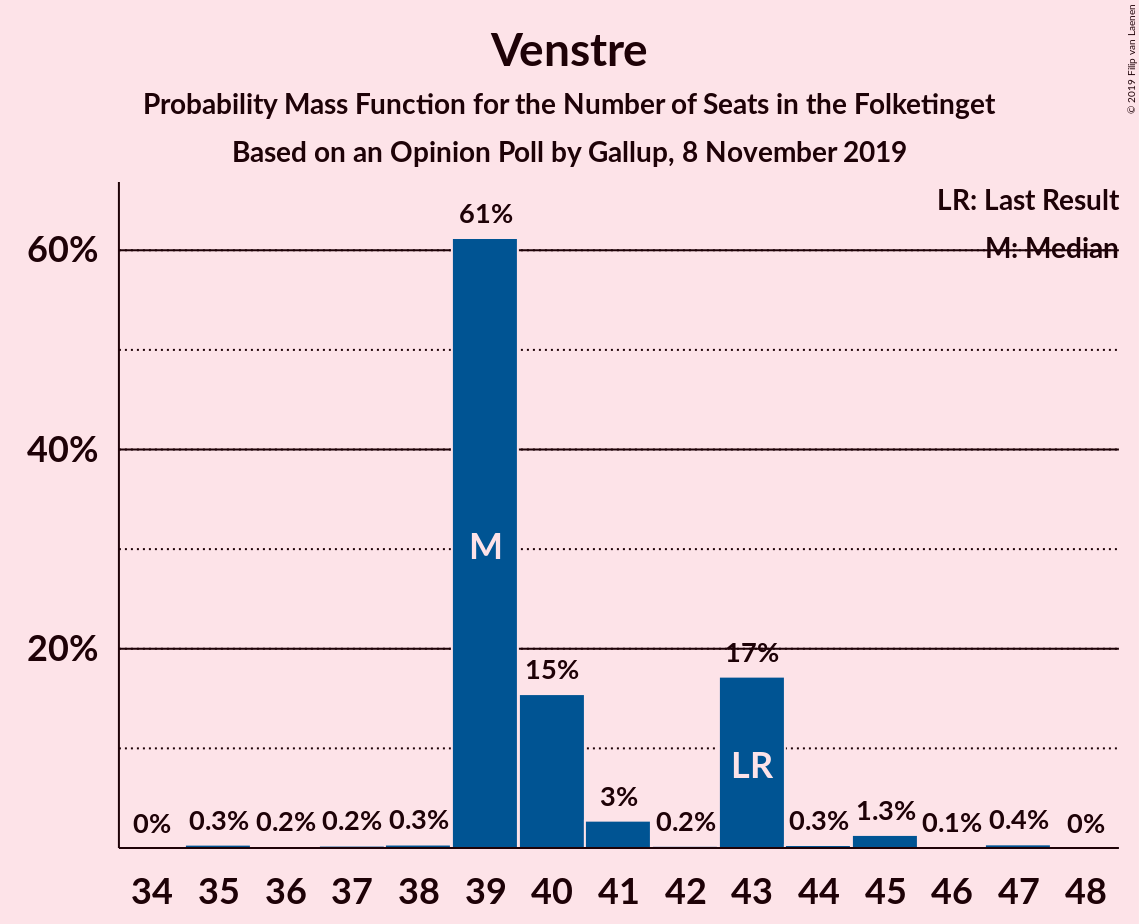 Venstre
Probability Mass Function for the Number of Seats in the Folketinget
Based on an Opinion Poll by Gallup, 8 November 2019
© 2019 Filip van Laenen
LR: Last Result
M: Median
60%
40%
20%
0%
0.3%
0.2%
0.2%
0.3%
61%
15%
3%
0.2%
17%
0.3%
1.3%
0.1%
0.4%
0%
M
LR
34 35 36 37 38 39 40 41 42 43 44 45 46 47 48